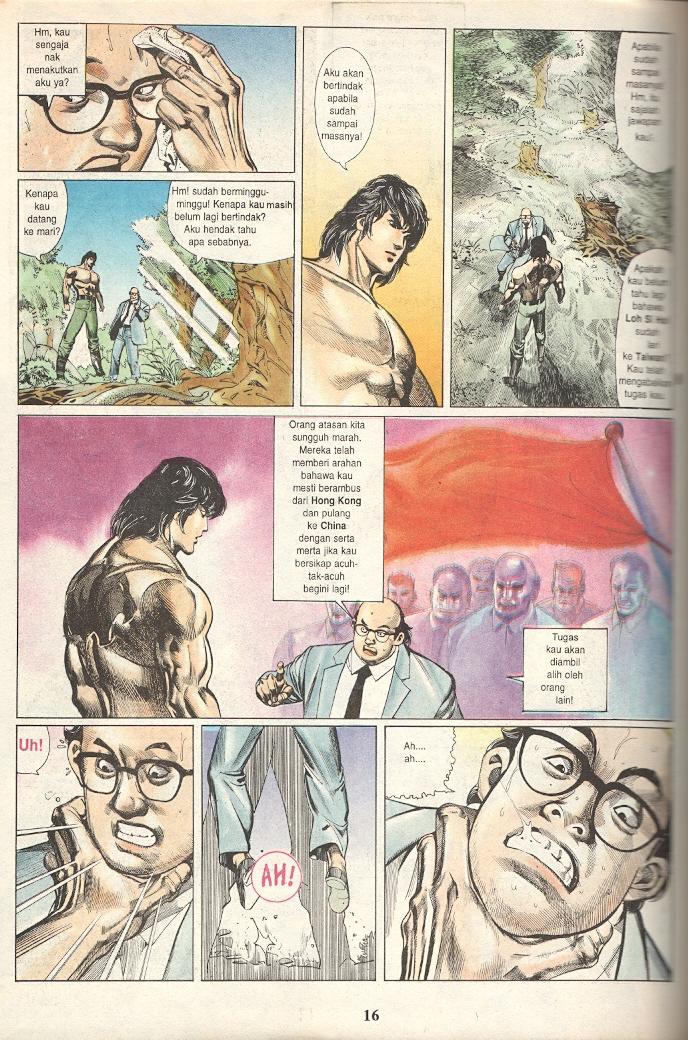 Hm, kau
sengaja
nak
menakutkan
aku ya?
Kenapa
kau
datang
ke mari?
Hm! sudah berminggu-
minggu! Kenapa kau masih
belum lagi bertindak?
Aku hendak tahu
apa sebabnya.
Aku akan
bertindak
apabila
sudah
sampai
masanya!
Apabila
sudah
sampai
masanya!
Hm, itu
sajalah
jawapan
kau!
Apakah
kau belum
tahu lagi
bahawa
Loh Si
sudah
lari
ke Taiwan?
Kau telah
mengabaikan
tugas kau.
Orang atasan kita
sungguh marah.
Mereka telah
memberi arahan
bahawa kau
mesti berambus
dari Hong Kong
dan pulang
ke China
dengan serta
merta jika kau
bersikap acuh-
tak-acuh
begini lagi!
Tugas
kau akan
diambil
alih oleh
orang
lain!
Uh!
AH!
Ah....
ah....
16